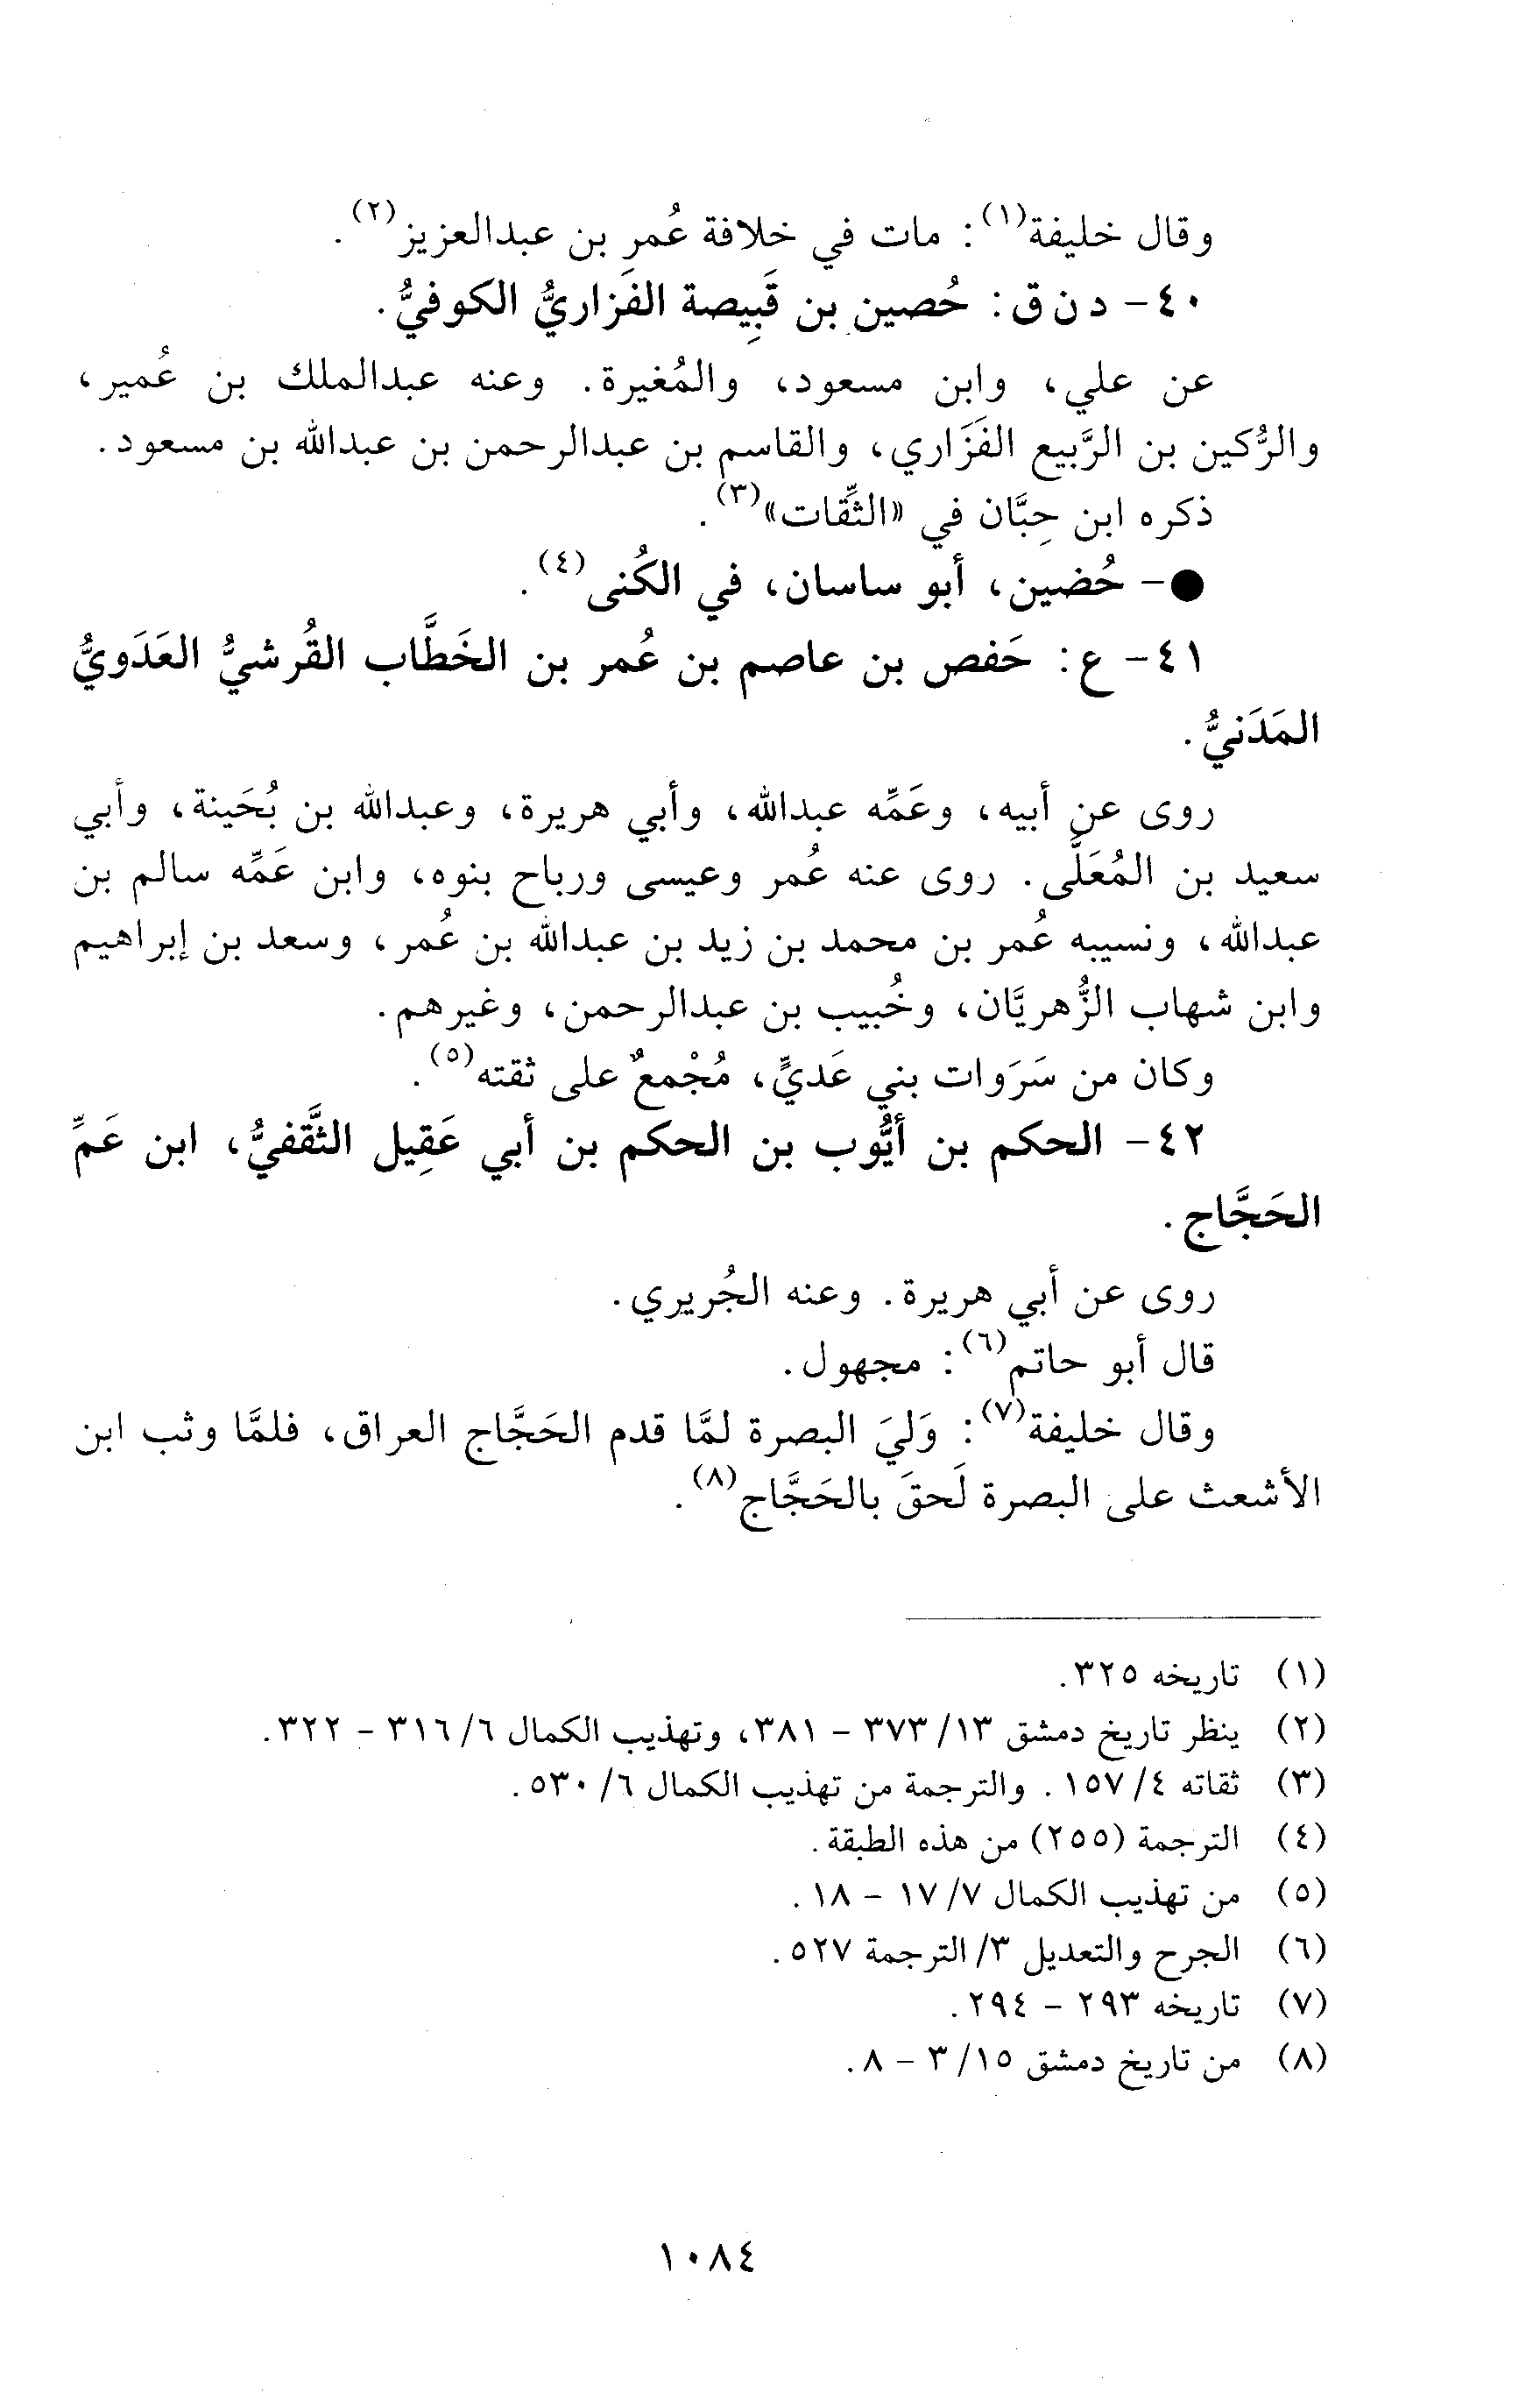 وقال خليفة(١): مات في خلافة عُمر بن عبدالعزيز(٢).
٤٠- د ن ق: حُصين بن قَبِيصة الفَزاريُّ الكوفيُّ.
عن علي، وابن مسعود، والمُغيرة. وعنه عبدالملك بن عُمير،
والرُّكين بن الرَّبيع الفَزَاري، والقاسم بن عبدالرحمن بن عبدالله بن مسعود.
ذكره ابن حِبَّان في «الثِّقات»(٣).
●- حُضين، أبو ساسان، في الكُنى(٤).
٤١- ع: حَفص بن عاصم بن عُمر بن الخَطَّاب القُرشيُّ العَدَويُّ
المَدَنيُّ.
روى عن أبيه، وعَمِّه عبدالله، وأبي هريرة، وعبدالله بن بُحَينة، وأبي
سعيد بن المُعَلَّى. روى عنه عُمر وعيسى ورباح بنوه، وابن عَمِّه سالم بن
عبدالله، ونسيبه عُمر بن محمد بن زيد بن عبدالله بن عُمر، وسعد بن إبراهيم
وابن شهاب الزُّهريَّان، وخُبيب بن عبدالرحمن، وغيرهم.
وكان من سَرَوات بني عَديٍّ، مُجْمعٌ على ثقته(٥).
٤٢- الحكم بن أيُّوب بن الحكم بن أبي عَقِيل الثَّقفيُّ، ابن عَمِّ
الحَجَّاج.
روى عن أبي هريرة. وعنه الجُريري.
قال أبو حاتم(٦): مجهول.
وقال خليفة(٧): وَليَ البصرة لمَّا قدم الحَجَّاج العراق، فلمَّا وثب ابن
الأشعث على البصرة لَحقَ بالحَجَّاج(٨).
(١) تاريخه ٣٢٥.
(٢) ينظر تاريخ دمشق ١٣/ ٣٧٣ - ٣٨١، وتهذيب الكمال ٦/ ٣١٦ - ٣٢٢.
(٣) ثقاته ٤/ ١٥٧. والترجمة من تهذيب الكمال ٦/ ٥٣٠.
(٤) الترجمة (٢٥٥) من هذه الطبقة.
(٥) من تهذيب الكمال ٧/ ١٧ - ١٨.
(٦) الجرح والتعديل ٣/ الترجمة ٥٢٧.
(٧) تاريخه ٢٩٣ - ٢٩٤.
(٨) من تاريخ دمشق ١٥/ ٣ - ٨.
١٠٨٤